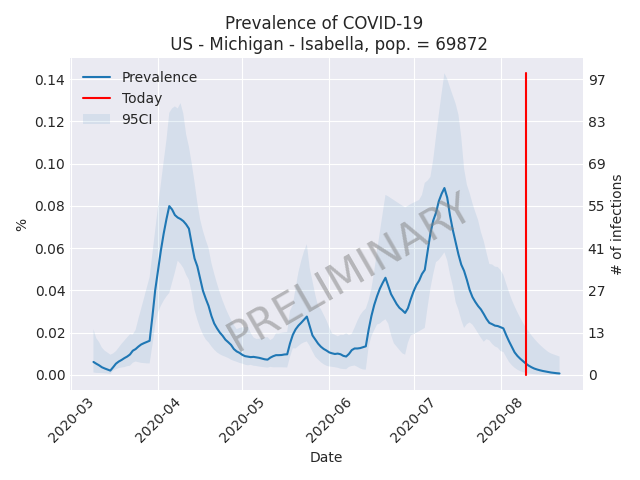 Prevalence of COVID-19
US - Michigan - Isabella, pop. = 69872
Prevalence
Today
95CI
PRELIMINARY
%
0.14
0.12
0.10
0.08
0.06
0.04
0.02
0.00
97
83
69
55
41
27
13
0
# of infections
2020-03
2020-04
2020-05
2020-06
2020-07
2020-08
Date